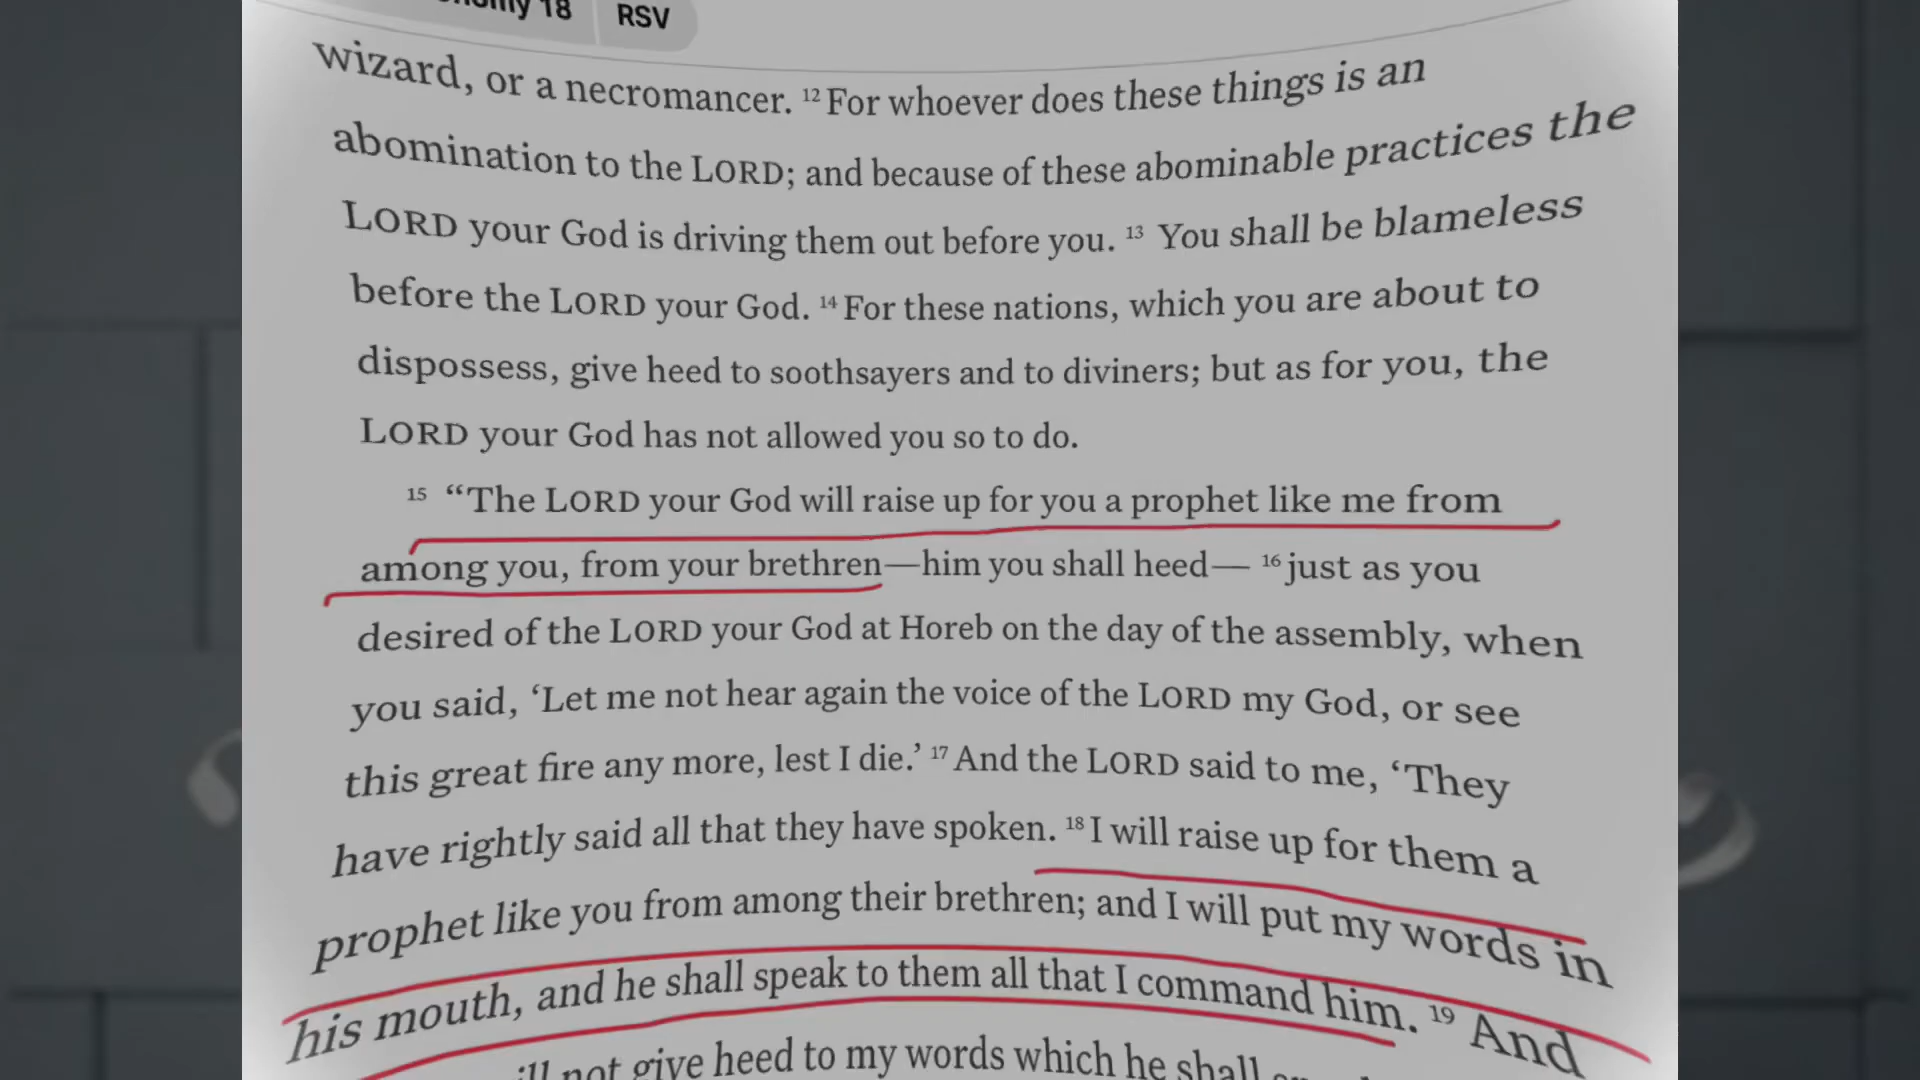 18 RSV
wizard, or a necromancer. 12 For whoever does these things is an
abomination to the LORD; and because of these abominable practices the
LORD your God is driving them out before you. 13 You shall be blameless
before the LORD your God. 14 For these nations, which you are about to
dispossess, give heed to soothsayers and to diviners; but as for you, the
LORD your God has not allowed you so to do.
15 “The LORD your God will raise up for you a prophet like me from
among you, from your brethren—him you shall heed— 16 just as you
desired of the LORD your God at Horeb on the day of the assembly, when
you said, ‘Let me not hear again the voice of the LORD my God, or see
this great fire any more, lest I die.’ 17 And the LORD said to me, ‘They
have rightly said all that they have spoken. 18 I will raise up for them a
prophet like you from among their brethren; and I will put my words in
his mouth, and he shall speak to them all that I command him. 19 And
not give heed to my words which he shall